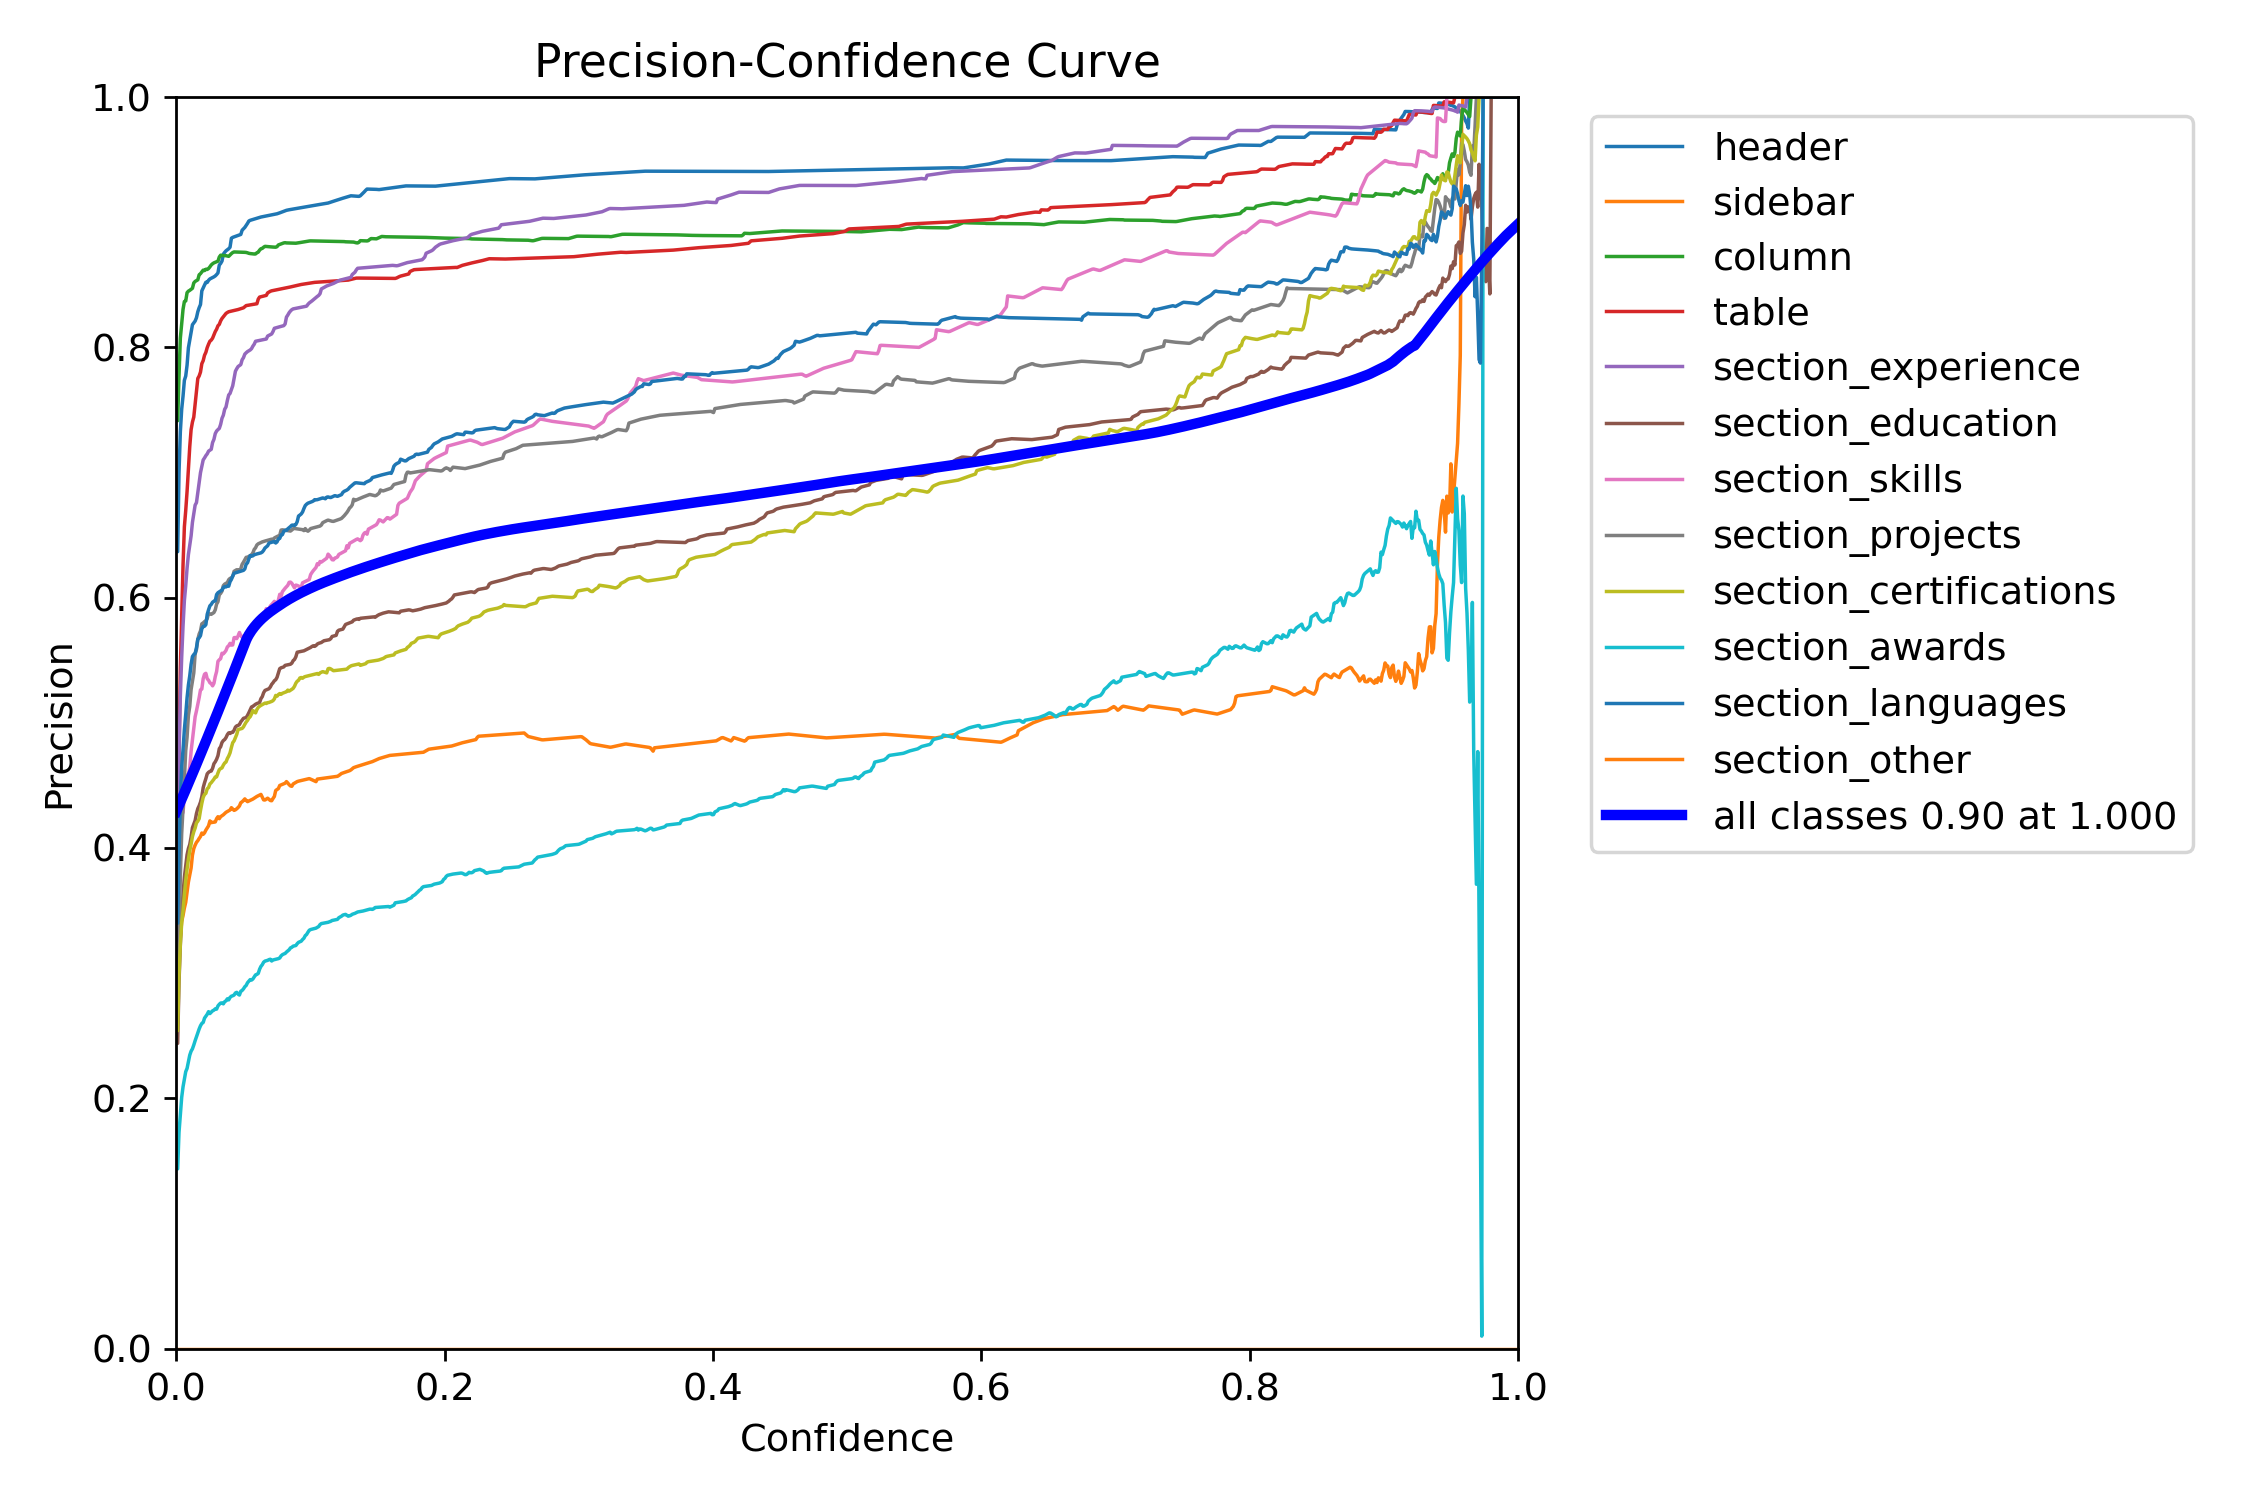 Precision-Confidence Curve
1.0
0.8
0.6
0.4
0.2
0.0
Precision
0.0 0.2 0.4 0.6 0.8 1.0
Confidence
header
sidebar
column
table
section_experience
section_education
section_skills
section_projects
section_certifications
section_awards
section_languages
section_other
all classes 0.90 at 1.000